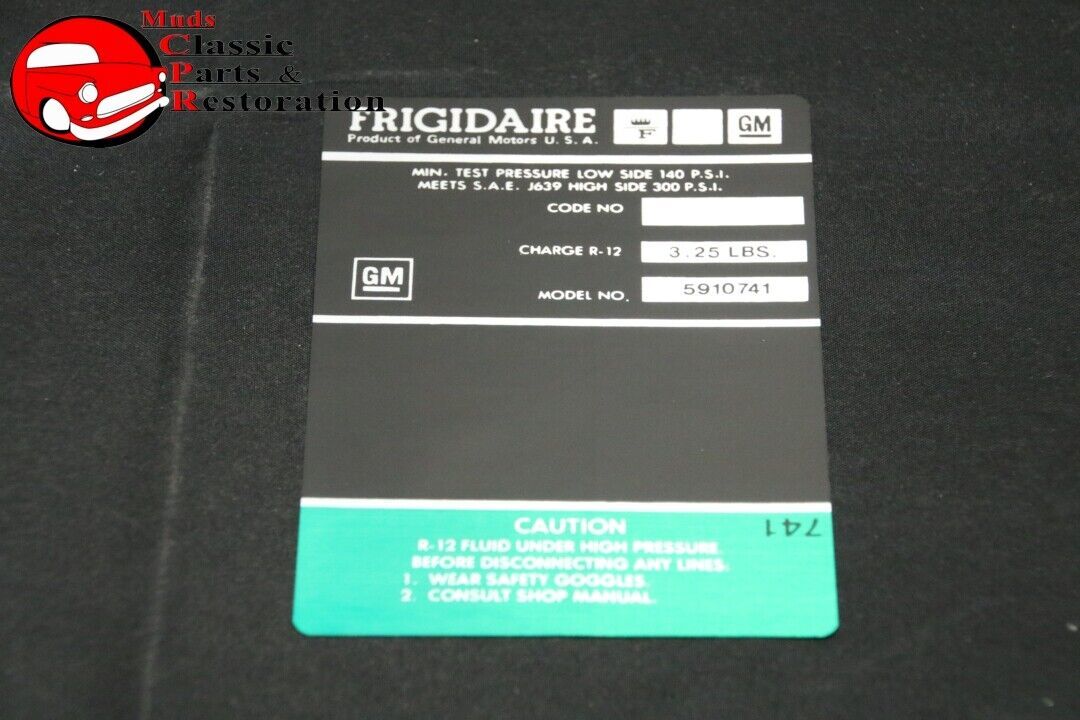 Muds
Classic
Parts &
Restoration
FRIGIDAIRE
Product of General Motors U. S. A.
F
GM
MIN. TEST PRESSURE LOW SIDE 140 P.S.I.
MEETS S.A.E. J639 HIGH SIDE 300 P.S.I.
CODE NO
CHARGE R-12 3.25 LBS.
GM
MODEL NO. 5910741
741
CAUTION
R-12 FLUID UNDER HIGH PRESSURE
BEFORE DISCONNECTING ANY LINES:
1. WEAR SAFETY GOGGLES.
2. CONSULT SHOP MANUAL.